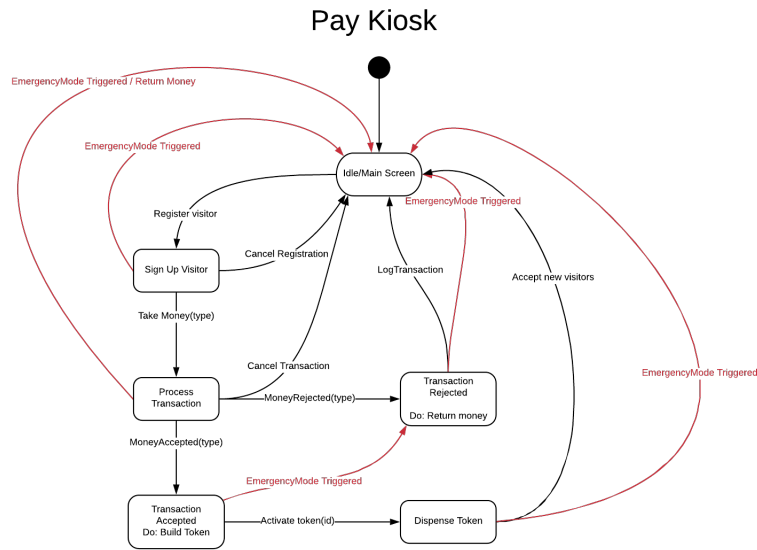 Pay Kiosk
EmergencyMode Triggered / Return Money
EmergencyMode Triggered
Idle/Main Screen
EmergencyMode Triggered
Register visitor
Cancel Registration
Sign Up Visitor
LogTransaction
Accept new visitors
Take Money(type)
Cancel Transaction
EmergencyMode Triggered
Process
Transaction
MoneyRejected(type)
Transaction
Rejected
Do: Return money
MoneyAccepted(type)
EmergencyMode Triggered
Transaction
Accepted
Do: Build Token
Activate token(id)
Dispense Token